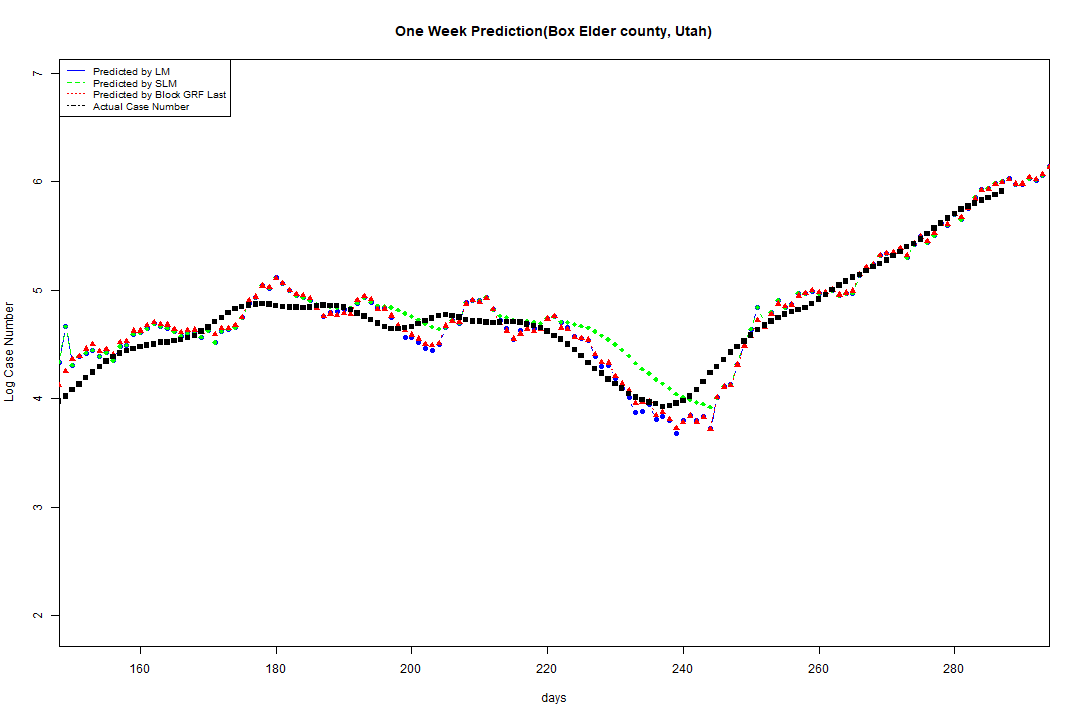 One Week Prediction(Box Elder county, Utah)
Predicted by LM
Predicted by SLM
Predicted by Block GRF Last
Actual Case Number
Log Case Number
7
6
5
4
3
2
160 180 200 220 240 260 280
days